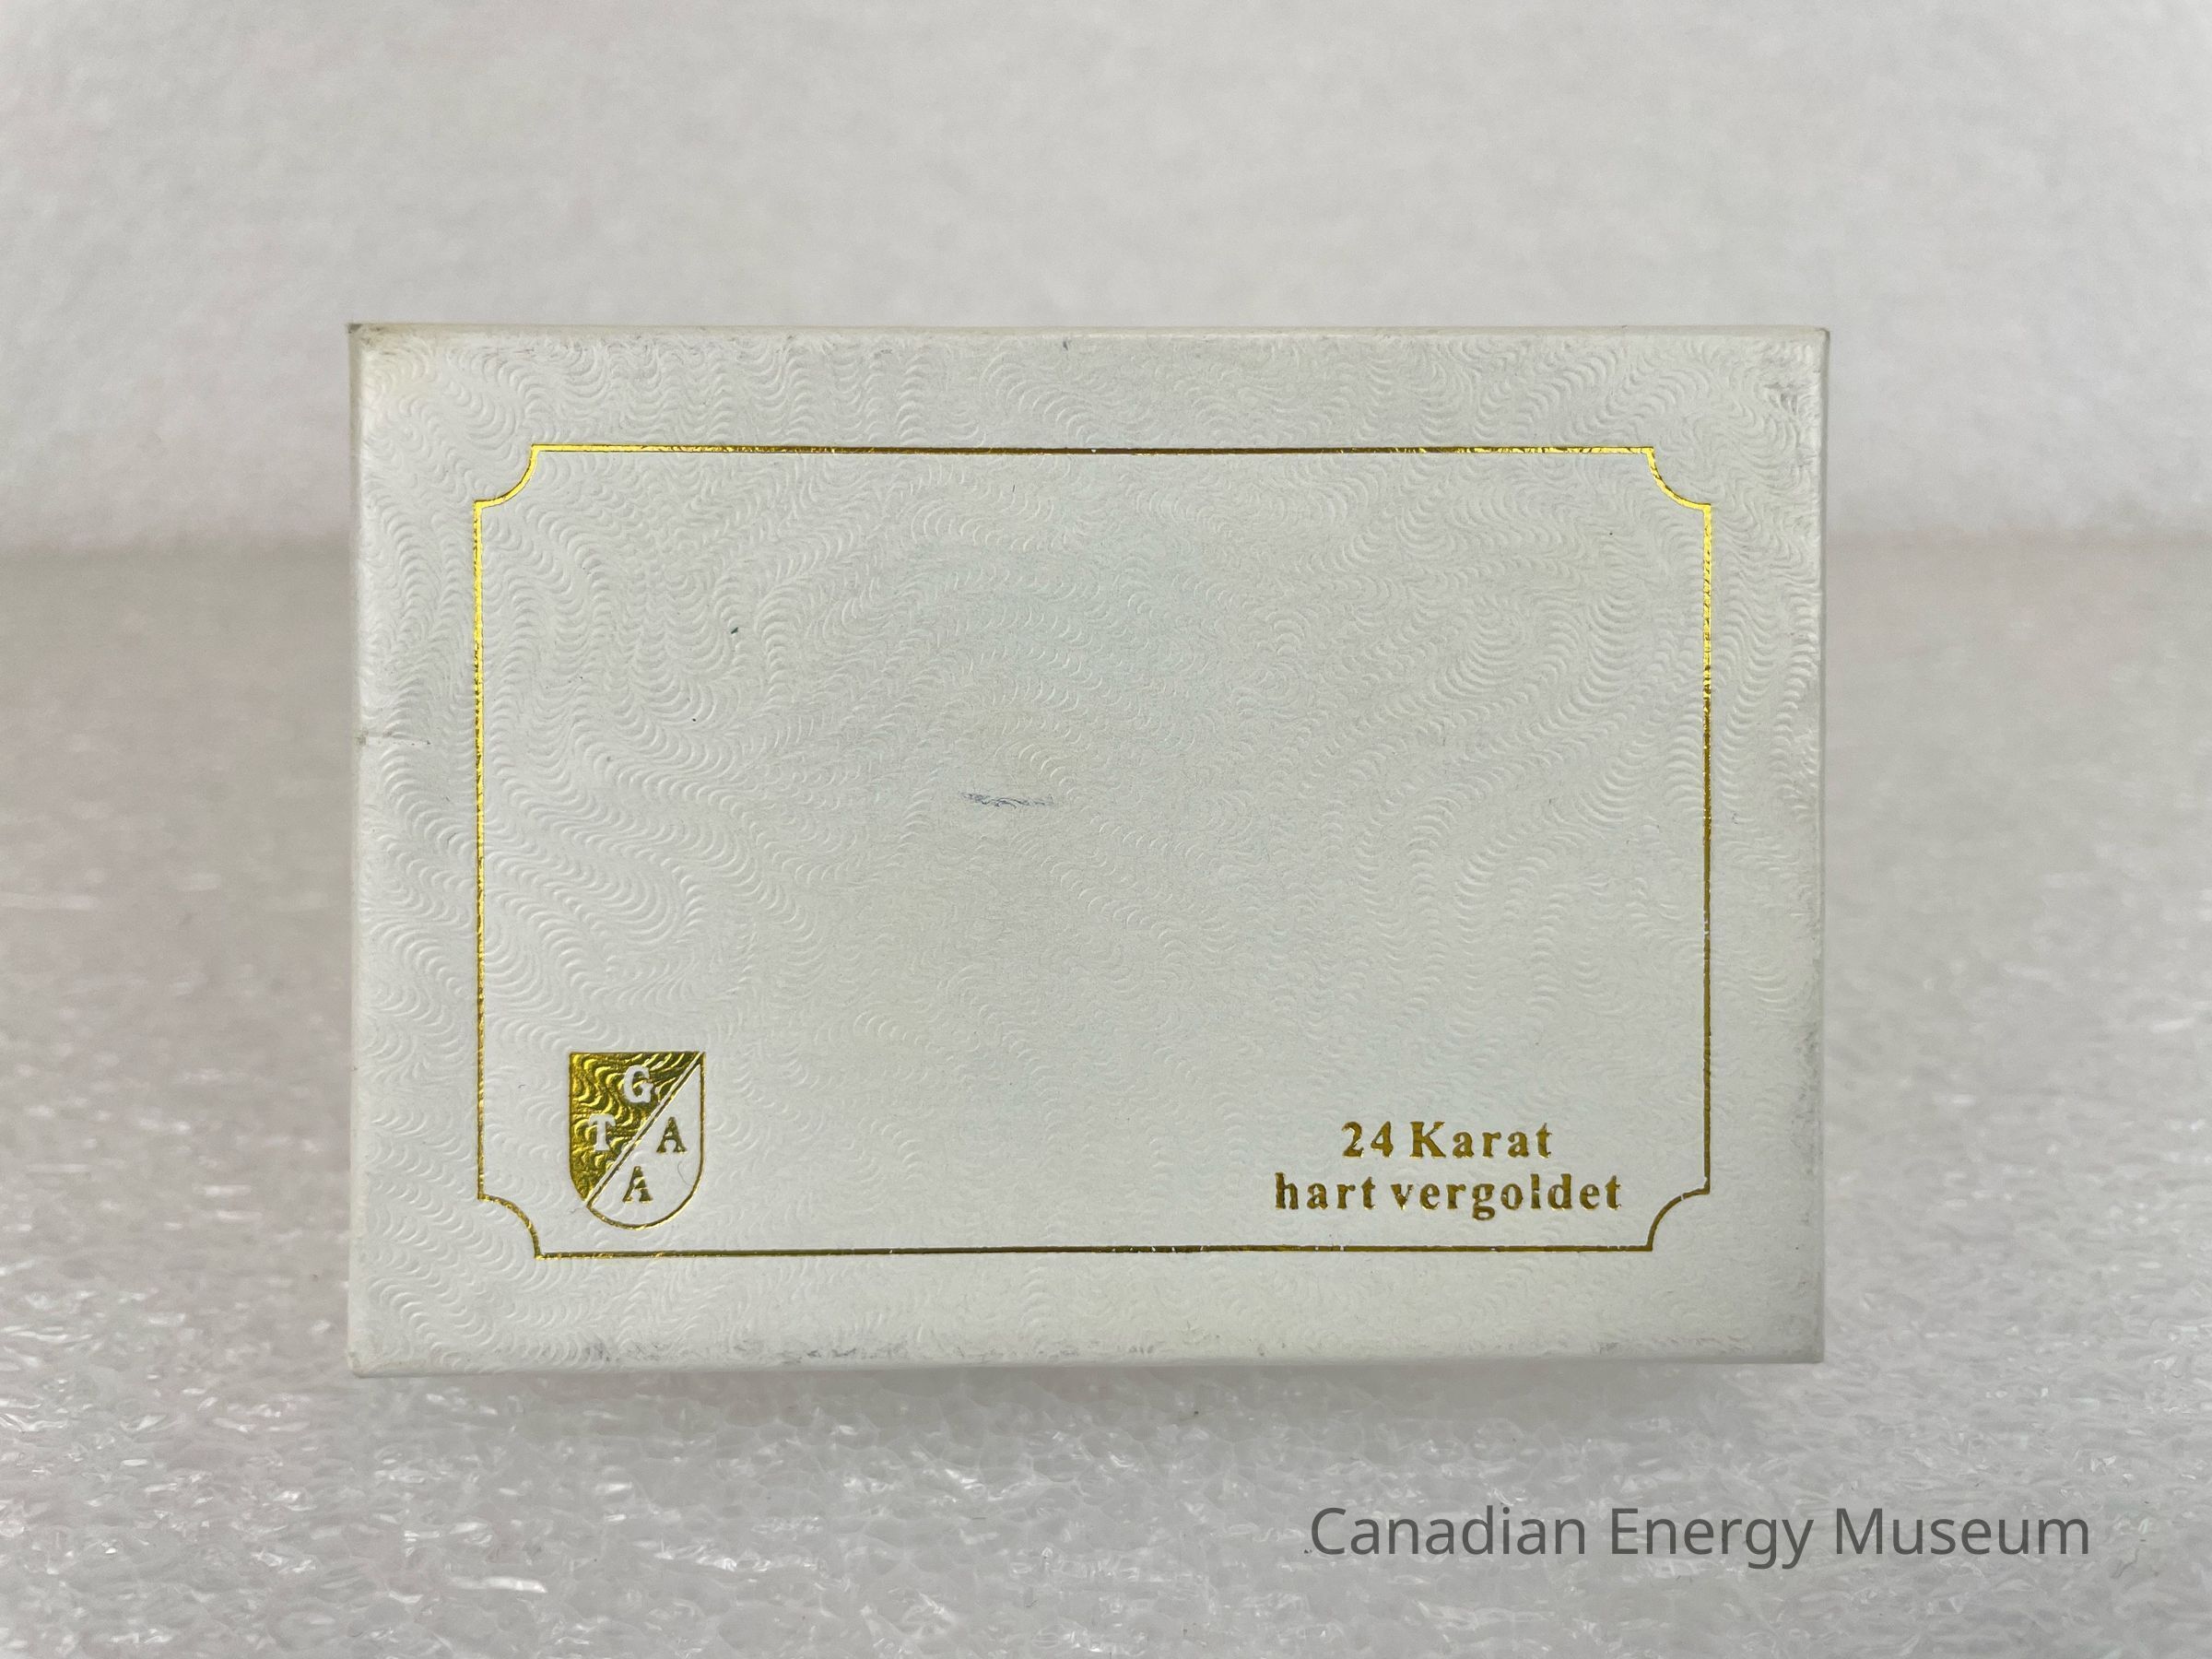 G
T A
A
24 Karat
hart vergoldet
Canadian Energy Museum